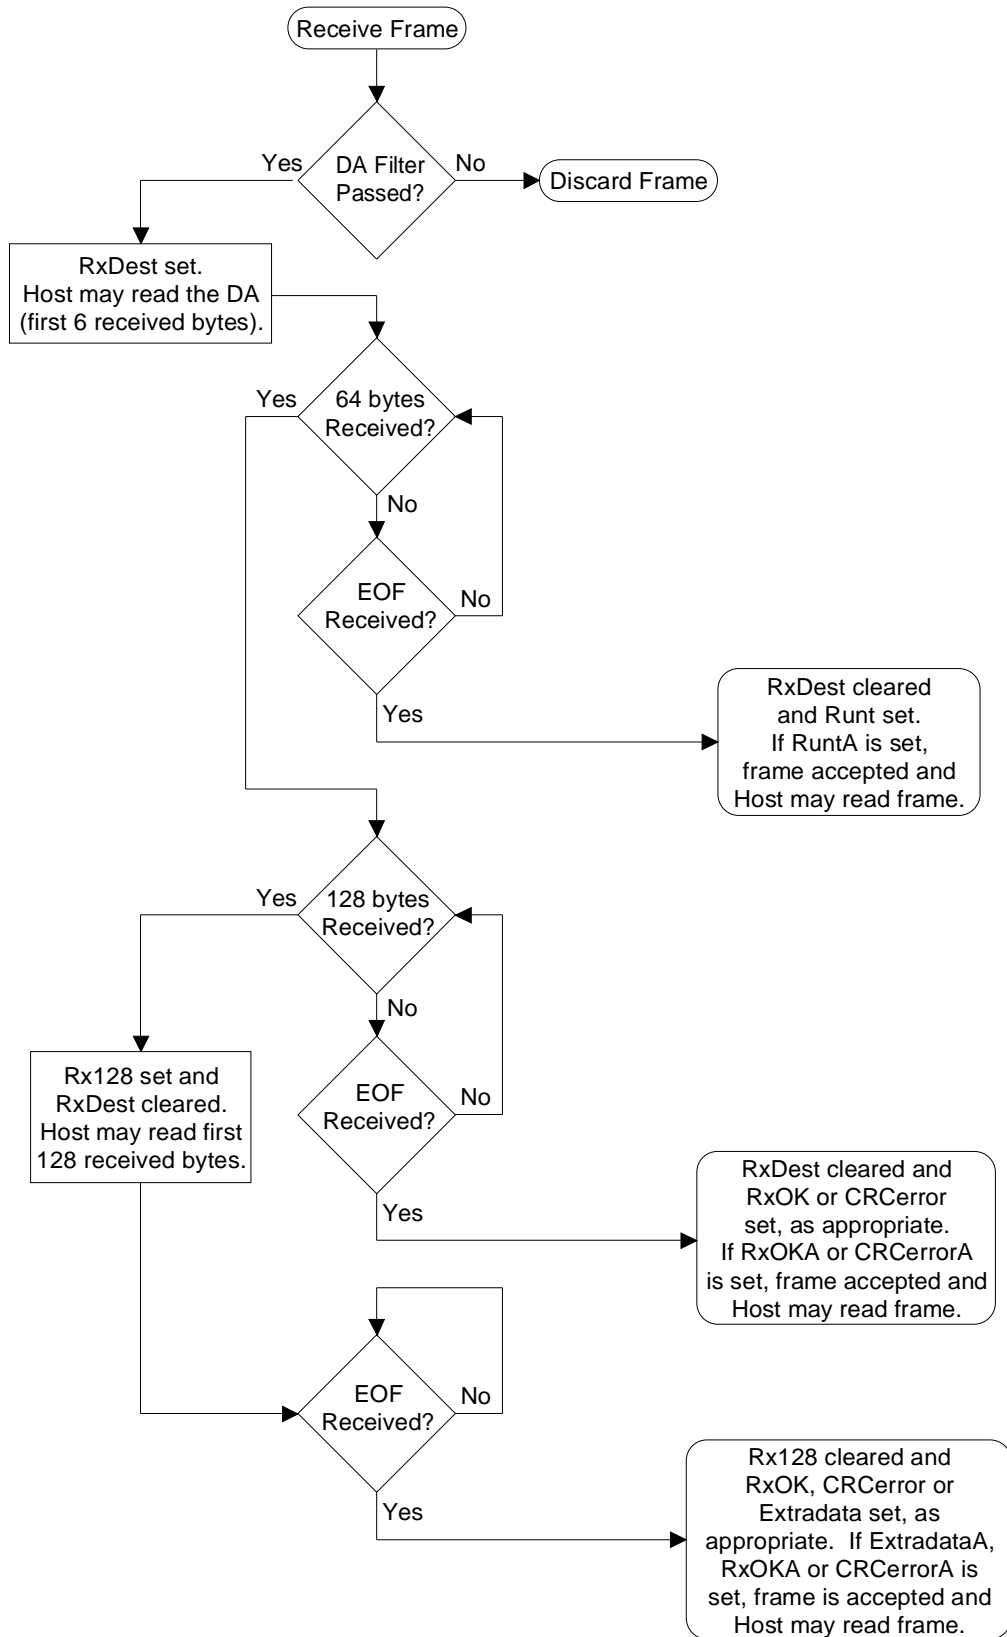 Receive Frame
Yes
DA Filter
Passed?
No
Discard Frame
RxDest set.
Host may read the DA
(first 6 received bytes).
Yes
64 bytes
Received?
No
EOF
Received?
No
Yes
RxDest cleared
and Runt set.
If RuntA is set,
frame accepted and
Host may read frame.
Yes
128 bytes
Received?
No
Rx128 set and
RxDest cleared.
Host may read first
128 received bytes.
EOF
Received?
No
Yes
RxDest cleared and
RxOK or CRCerror
set, as appropriate.
If RxOKA or CRCerrorA
is set, frame accepted and
Host may read frame.
EOF
Received?
No
Yes
Rx128 cleared and
RxOK, CRCerror or
Extradata set, as
appropriate.  If ExtradataA,
RxOKA or CRCerrorA is
set, frame is accepted and
Host may read frame.